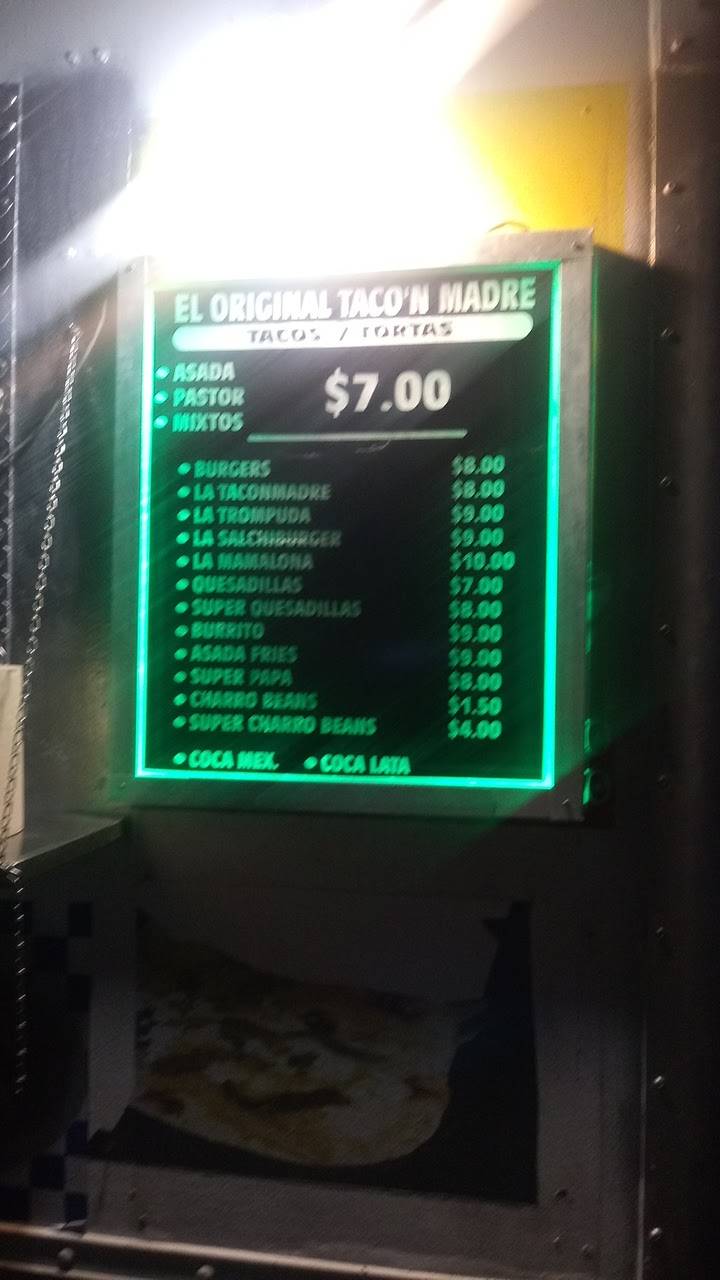 EL ORIGINAL TACO'N MADRE
TACOS / TORTAS
• ASADA
• PASTOR
• MIXTOS
$7.00
• BURGERS $8.00
• LA TACONMADRE $8.00
• LA TROMPUDA $9.00
• LA SALCHIBURGER $9.00
• LA MAMALONA $10.00
• QUESADILLAS $7.00
• SUPER QUESADILLAS $8.00
• BURRITO $9.00
• ASADA FRIES $9.00
• SUPER PAPA $8.00
• CHARRO BEANS $1.50
• SUPER CHARRO BEANS $4.00
• COCA MEX. • COCA LATA